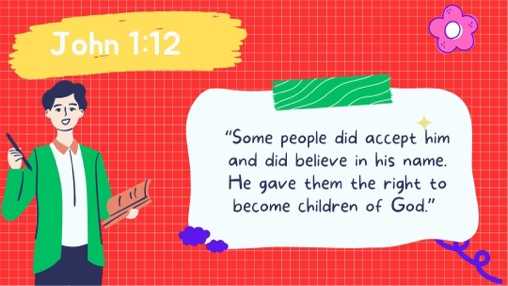 John 1:12
“Some people did accept him
and did believe in his name.
He gave them the right to
become children of God.”